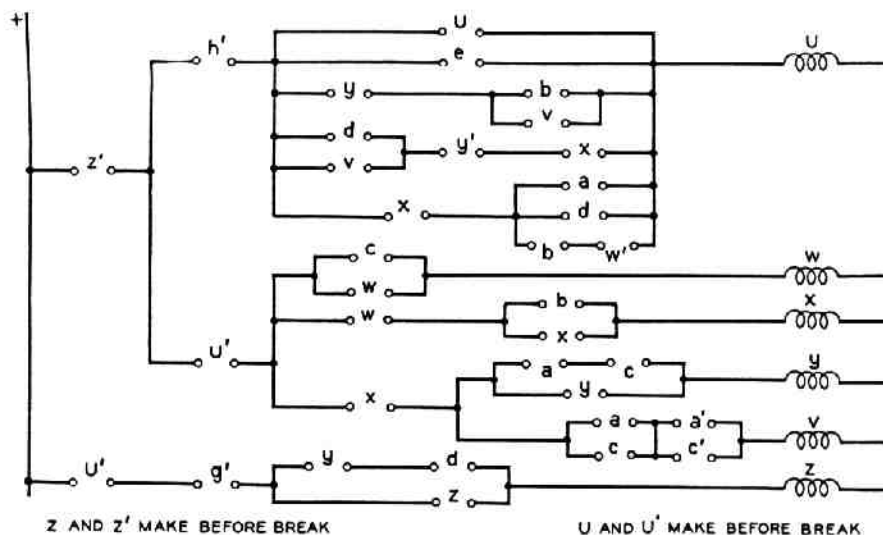 +
U
h' e U
y b
v
d
y' x
v
a
z'
x d
b w'
c w
w
w b x
x
U'
a c y
y
x
a a' v
c c'
U' g' y d z
z
Z AND Z' MAKE BEFORE BREAK U AND U' MAKE BEFORE BREAK